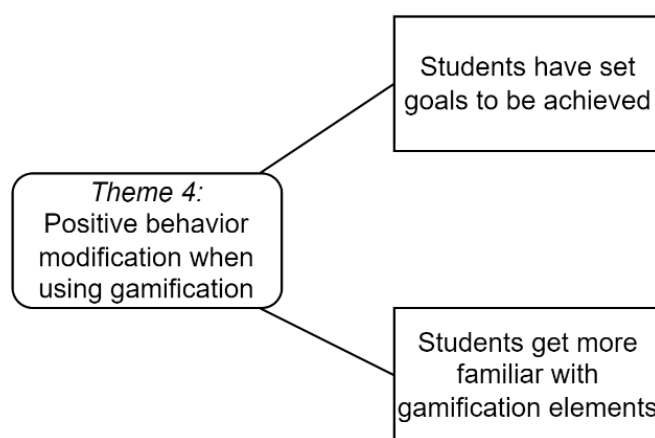 Students have set
goals to be achieved
Theme 4:
Positive behavior
modification when
using gamification
Students get more
familiar with
gamification elements